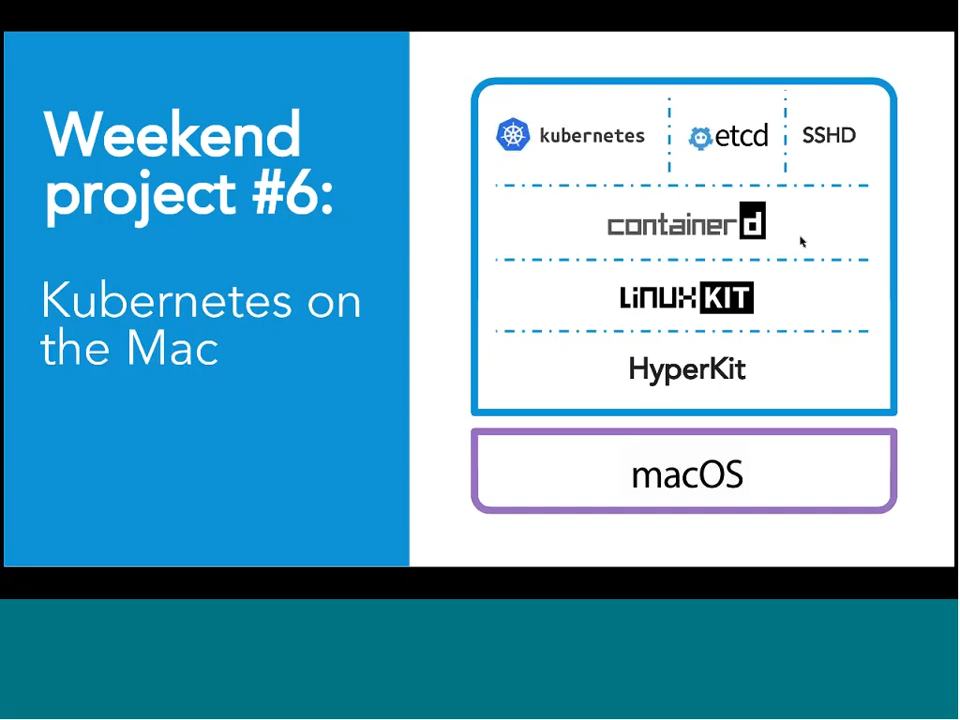 Weekend
project #6:
Kubernetes on
the Mac
kubernetes
etcd
SSHD
containerd
LINUXKIT
HyperKit
macOS